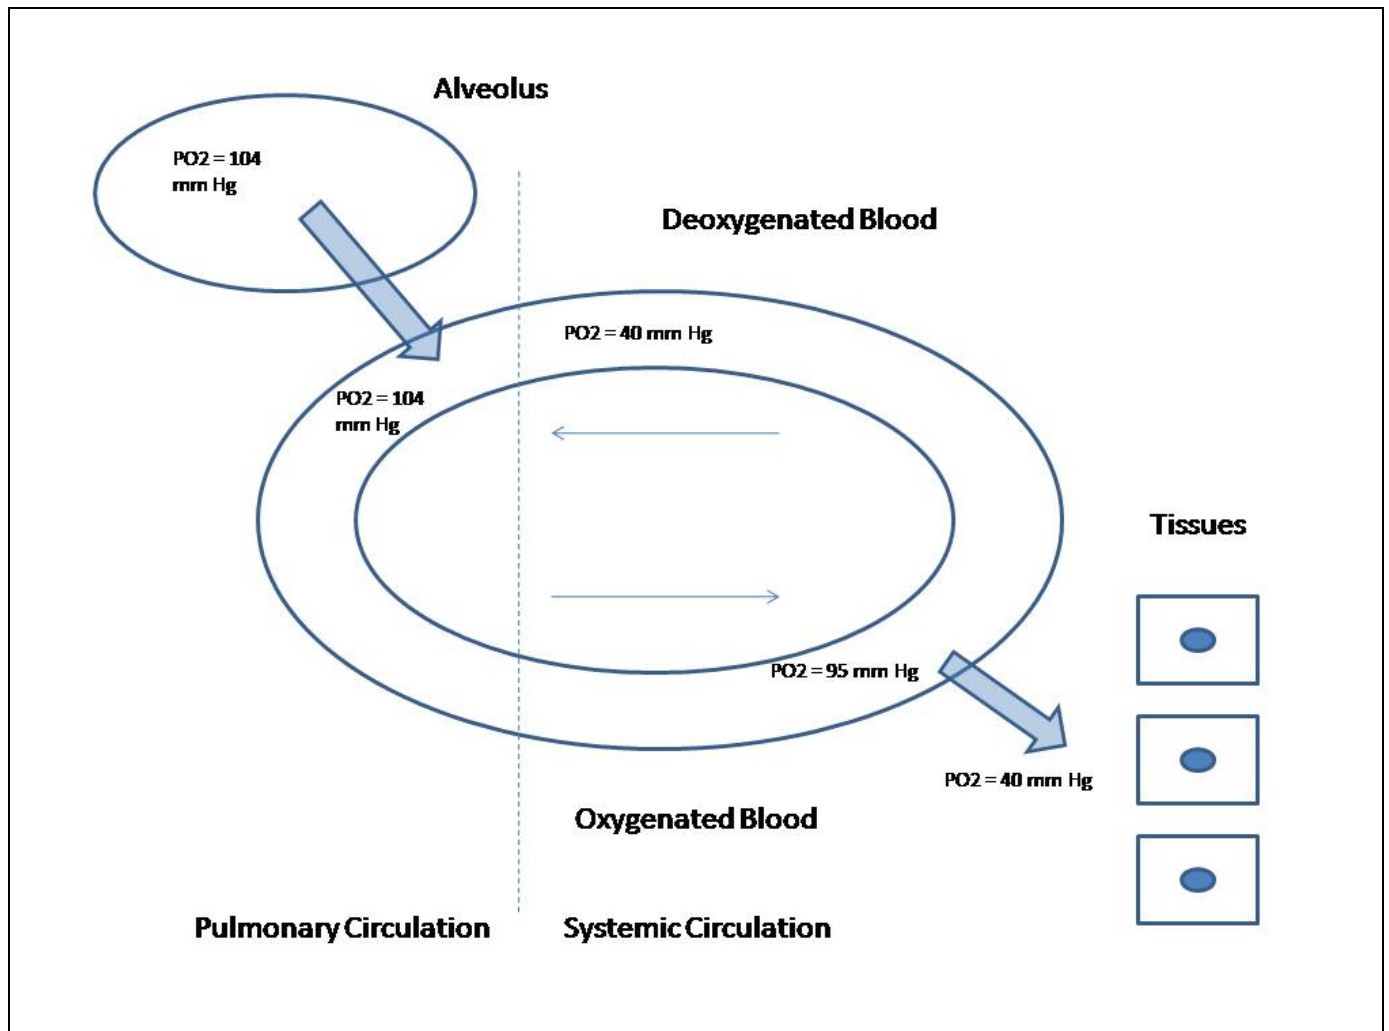 Alveolus
PO2 = 104
mm Hg
Deoxygenated Blood
PO2 = 40 mm Hg
PO2 = 104
mm Hg
Tissues
PO2 = 95 mm Hg
PO2 = 40 mm Hg
Oxygenated Blood
Pulmonary Circulation
Systemic Circulation